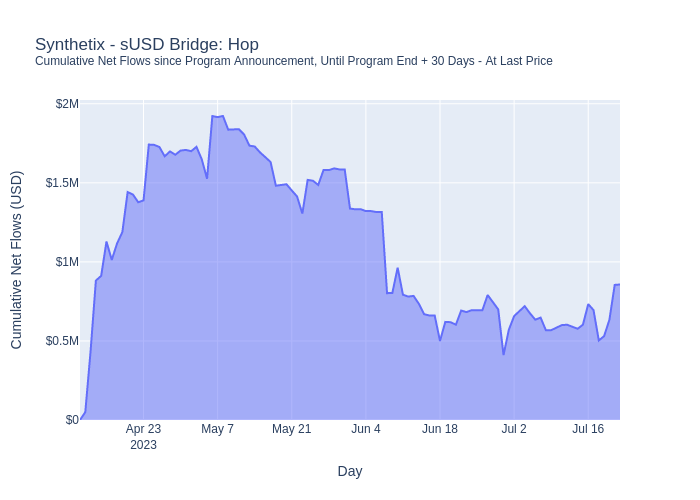 Synthetix - sUSD Bridge: Hop
Cumulative Net Flows since Program Announcement, Until Program End + 30 Days - At Last Price
Cumulative Net Flows (USD)
$2M
$1.5M
$1M
$0.5M
$0
Apr 23
2023
May 7
May 21
Jun 4
Jun 18
Jul 2
Jul 16
Day